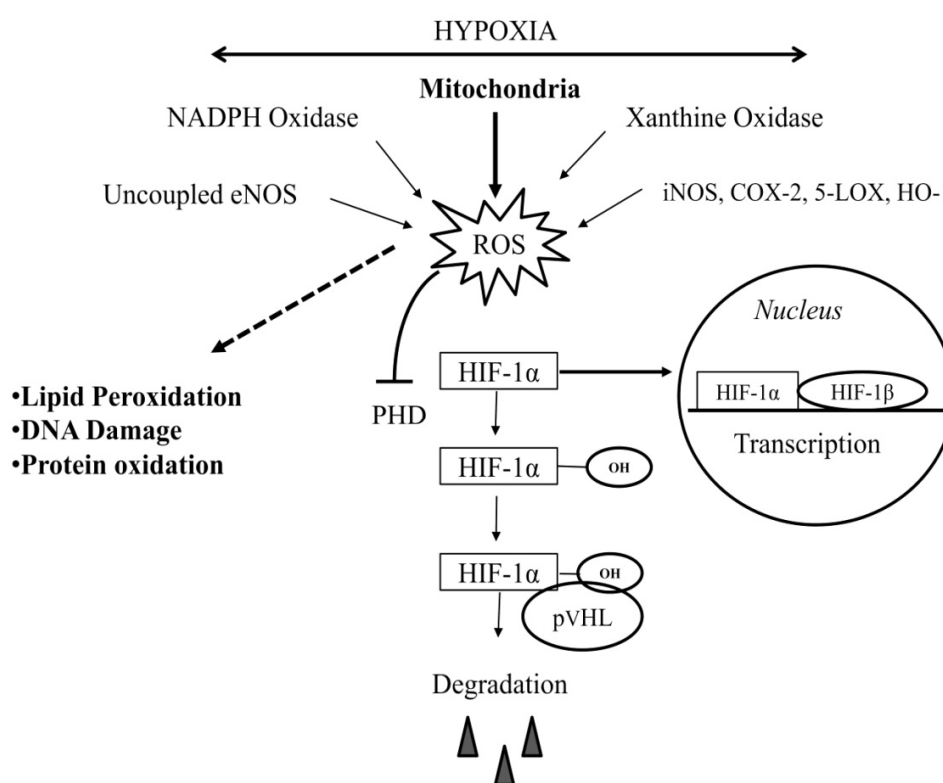 HYPOXIA
Mitochondria
NADPH Oxidase
Xanthine Oxidase
Uncoupled eNOS
iNOS, COX-2, 5-LOX, HO-
ROS
Nucleus
HIF-1α
HIF-1α
HIF-1β
•Lipid Peroxidation
PHD
•DNA Damage
Transcription
•Protein oxidation
HIF-1α
OH
HIF-1α
OH
pVHL
Degradation